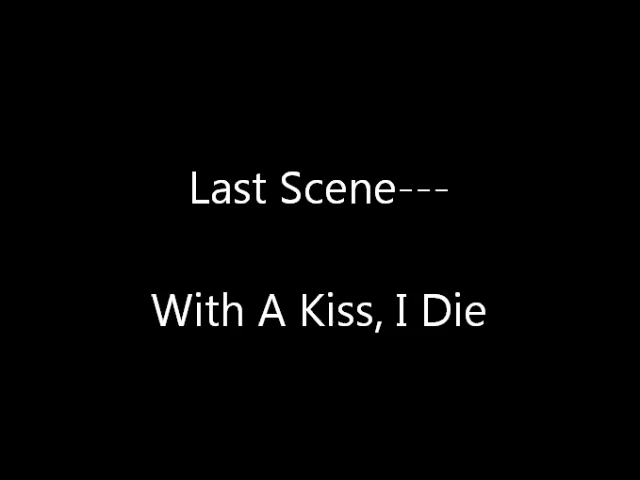 Last Scene---
With A Kiss, I Die